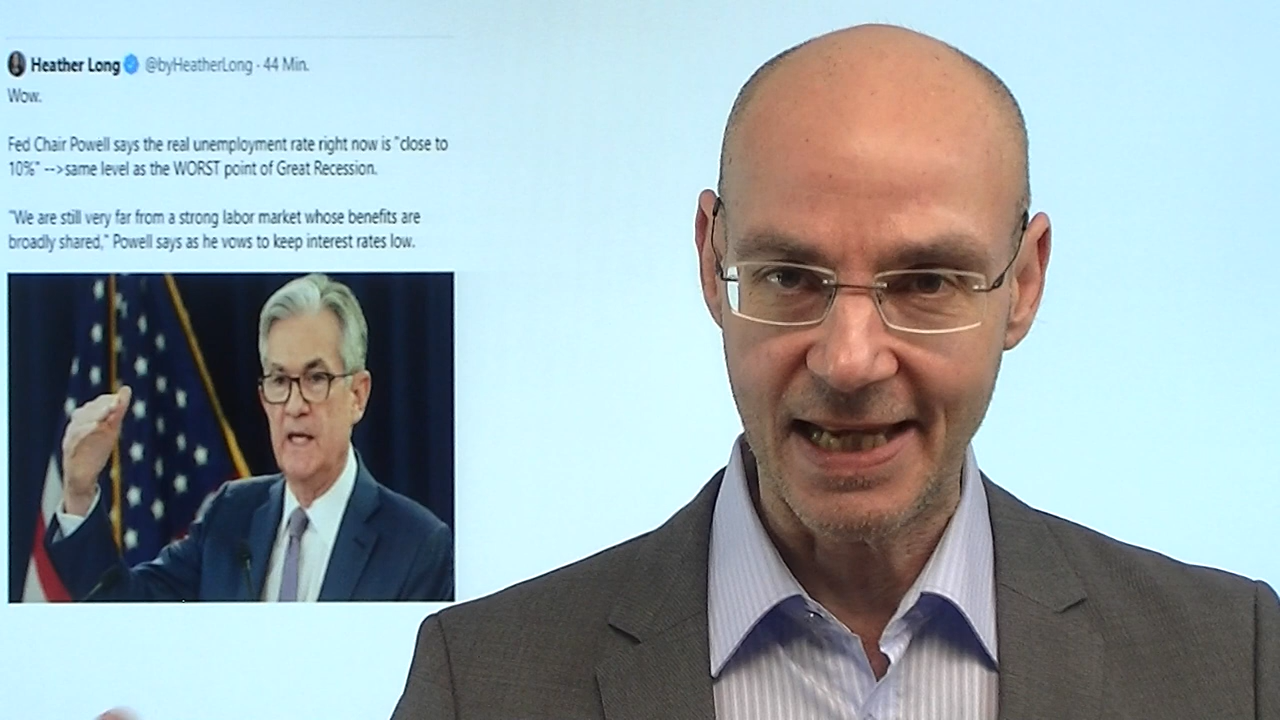 Heather Long @byHeatherLong · 44 Min.
Wow.
Fed Chair Powell says the real unemployment rate right now is "close to
10%" -->same level as the WORST point of Great Recession.
"We are still very far from a strong labor market whose benefits are
broadly shared," Powell says as he vows to keep interest rates low.